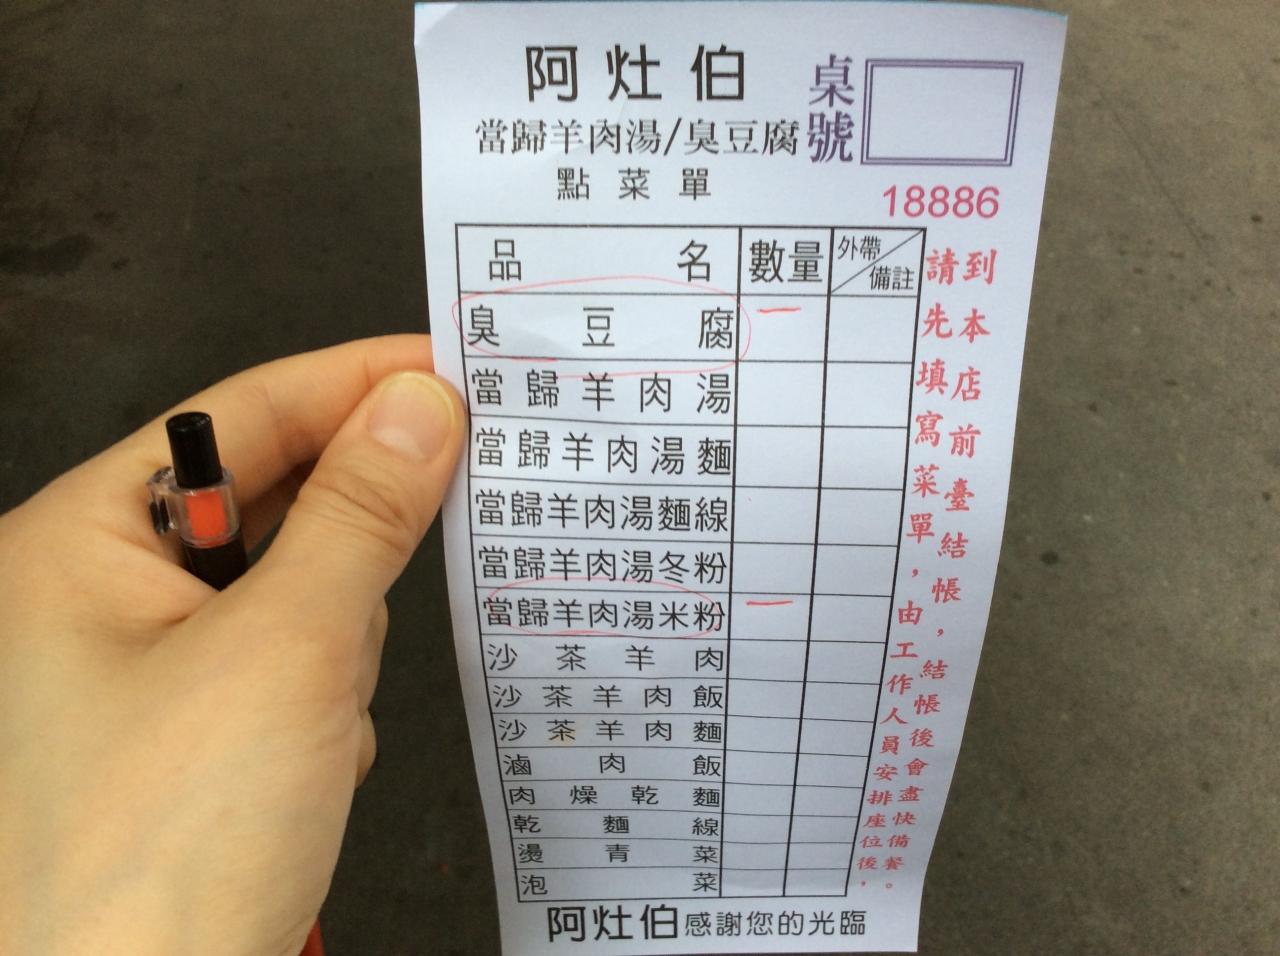 阿灶伯
當歸羊肉湯/臭豆腐
點菜單
桌號
18886
品名 數量 外帶/備註
臭豆腐 一
當歸羊肉湯
當歸羊肉湯麵
當歸羊肉湯麵線
當歸羊肉湯冬粉
當歸羊肉湯米粉 一
沙茶羊肉
沙茶羊肉飯
沙茶羊肉麵
滷肉飯
肉燥乾麵
乾麵線
燙青菜
泡菜
請先填寫菜單，由工作人員安排座位後，
到本店前臺結帳，結帳後會盡快備餐。
阿灶伯感謝您的光臨